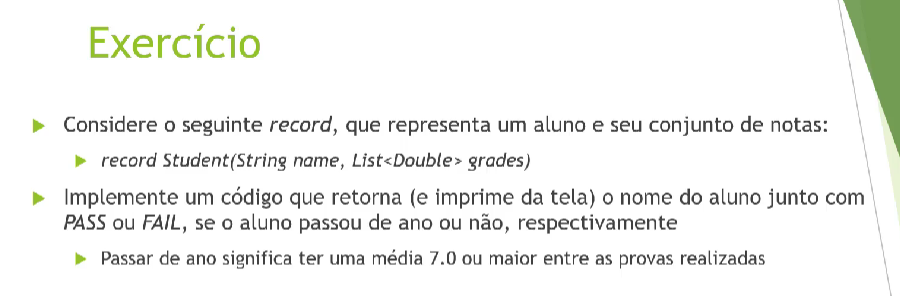 Exercício
Considere o seguinte record, que representa um aluno e seu conjunto de notas:
record Student(String name, List<Double> grades)
Implemente um código que retorna (e imprime da tela) o nome do aluno junto com
PASS ou FAIL, se o aluno passou de ano ou não, respectivamente
Passar de ano significa ter uma média 7.0 ou maior entre as provas realizadas